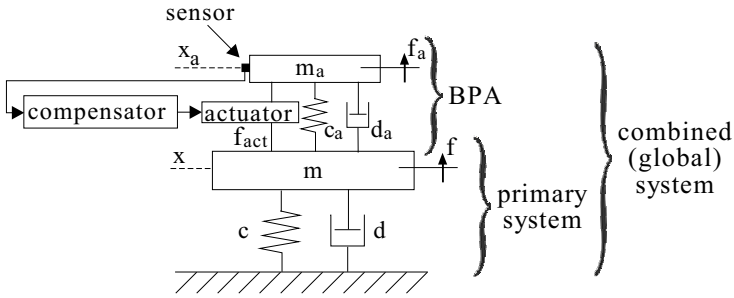 sensor
x_a
m_a
f_a
compensator
actuator
c_a
d_a
BPA
f_act
x
m
f
c
d
primary
system
combined
(global)
system